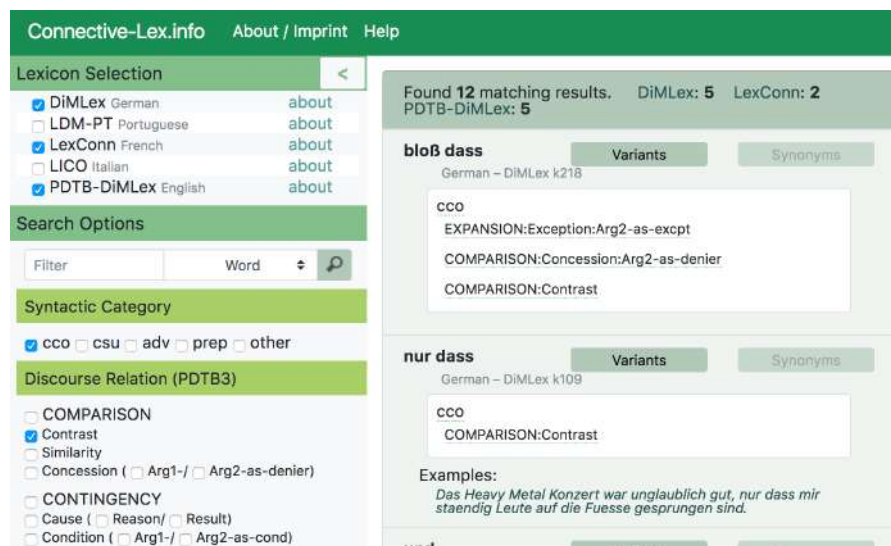 Connective-Lex.info About / Imprint Help
Lexicon Selection <
DiMLex German about
LDM-PT Portuguese about
LexConn French about
LICO Italian about
PDTB-DiMLex English about
Search Options
Filter Word
Syntactic Category
cco csu adv prep other
Discourse Relation (PDTB3)
COMPARISON
Contrast
Similarity
Concession ( Arg1-/ Arg2-as-denier)
CONTINGENCY
Cause ( Reason/ Result)
Condition ( Arg1-/ Arg2-as-cond)
Found 12 matching results. DiMLex: 5 LexConn: 2
PDTB-DiMLex: 5
bloß dass Variants Synonyms
German – DiMLex k218
cco
EXPANSION:Exception:Arg2-as-excpt
COMPARISON:Concession:Arg2-as-denier
COMPARISON:Contrast
nur dass Variants Synonyms
German – DiMLex k109
cco
COMPARISON:Contrast
Examples:
Das Heavy Metal Konzert war unglaublich gut, nur dass mir
staendig Leute auf die Fuesse gesprungen sind.